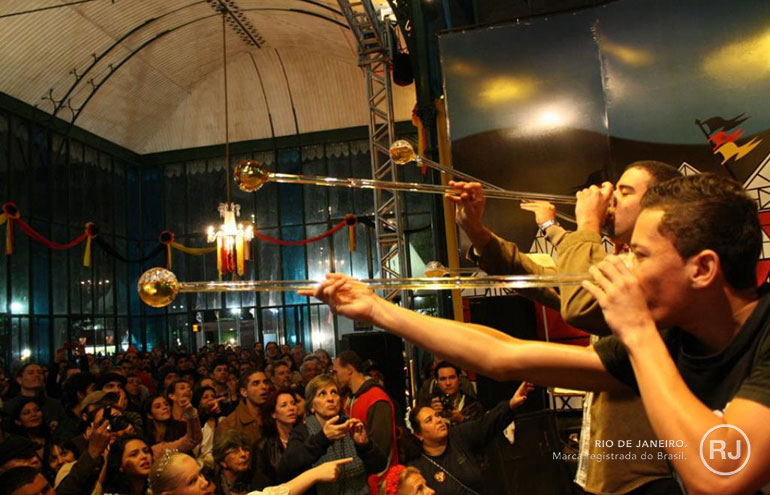 RIO DE JANEIRO.
Marca registrada do Brasil.
RJ